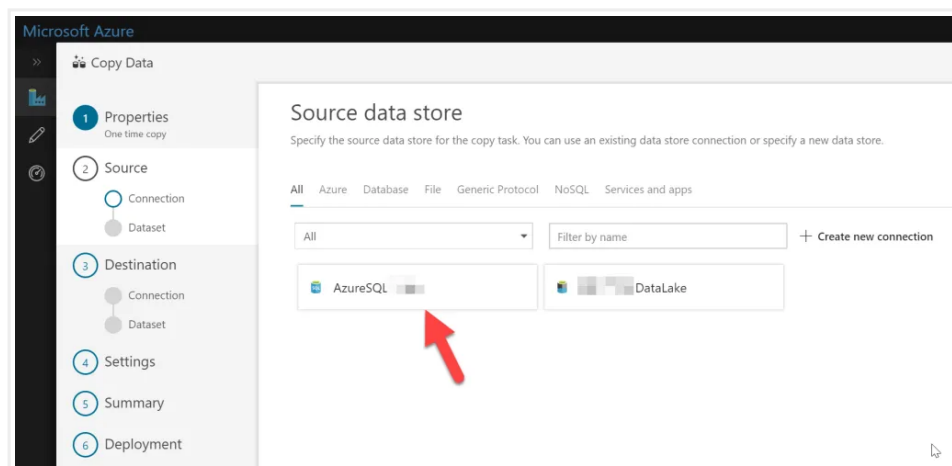 Microsoft Azure
Copy Data
1 Properties
One time copy
2 Source
Connection
Dataset
3 Destination
Connection
Dataset
4 Settings
5 Summary
6 Deployment
Source data store
Specify the source data store for the copy task. You can use an existing data store connection or specify a new data store.
All Azure Database File Generic Protocol NoSQL Services and apps
All Filter by name + Create new connection
AzureSQL DataLake